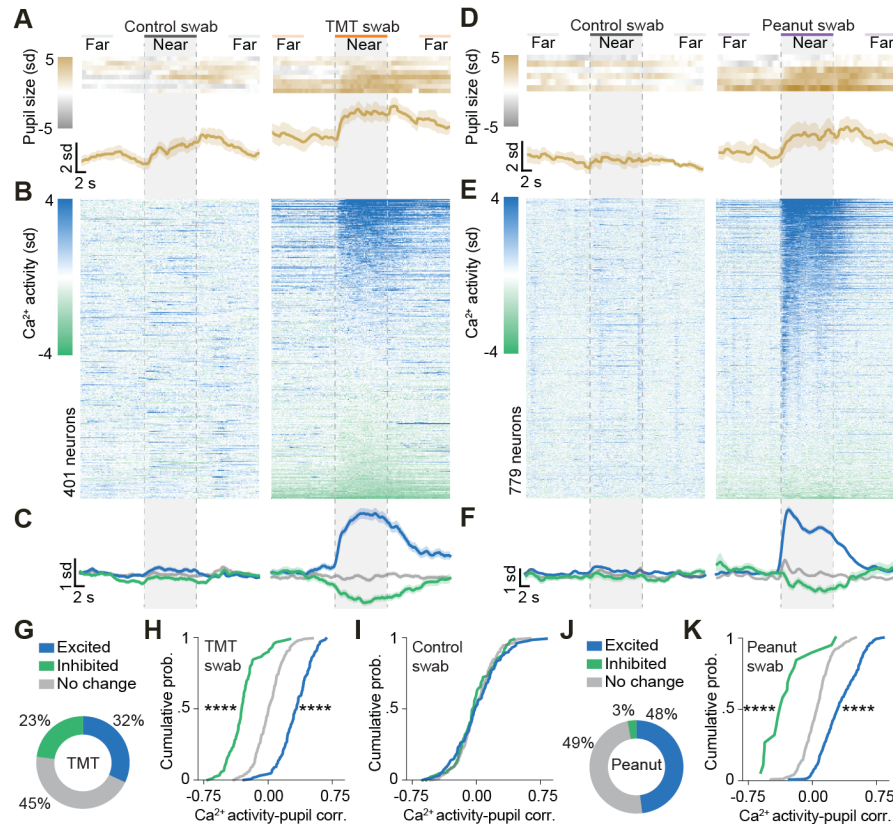 A
Control swab
TMT swab
Far
Near
Far
Far
Near
Far
Pupil size (sd)
5
-5
2 sd
2 s
B
Ca²⁺ activity (sd)
4
-4
401 neurons
C
1 sd
2 s
D
Control swab
Peanut swab
Far
Near
Far
Far
Near
Far
Pupil size (sd)
5
-5
2 sd
2 s
E
Ca²⁺ activity (sd)
4
-4
779 neurons
F
1 sd
2 s
G
Excited
Inhibited
No change
23%
32%
TMT
45%
H
TMT
swab
Cumulative prob.
1
.5
0
****
****
-0.75
0.00
0.75
Ca²⁺ activity-pupil corr.
I
Control
swab
Cumulative prob.
1
.5
0
-0.75
0.00
0.75
Ca²⁺ activity-pupil corr.
J
Excited
Inhibited
No change
3%
48%
49%
Peanut
K
Peanut
swab
Cumulative prob.
1
.5
0
****
****
-0.75
0.00
0.75
Ca²⁺ activity-pupil corr.